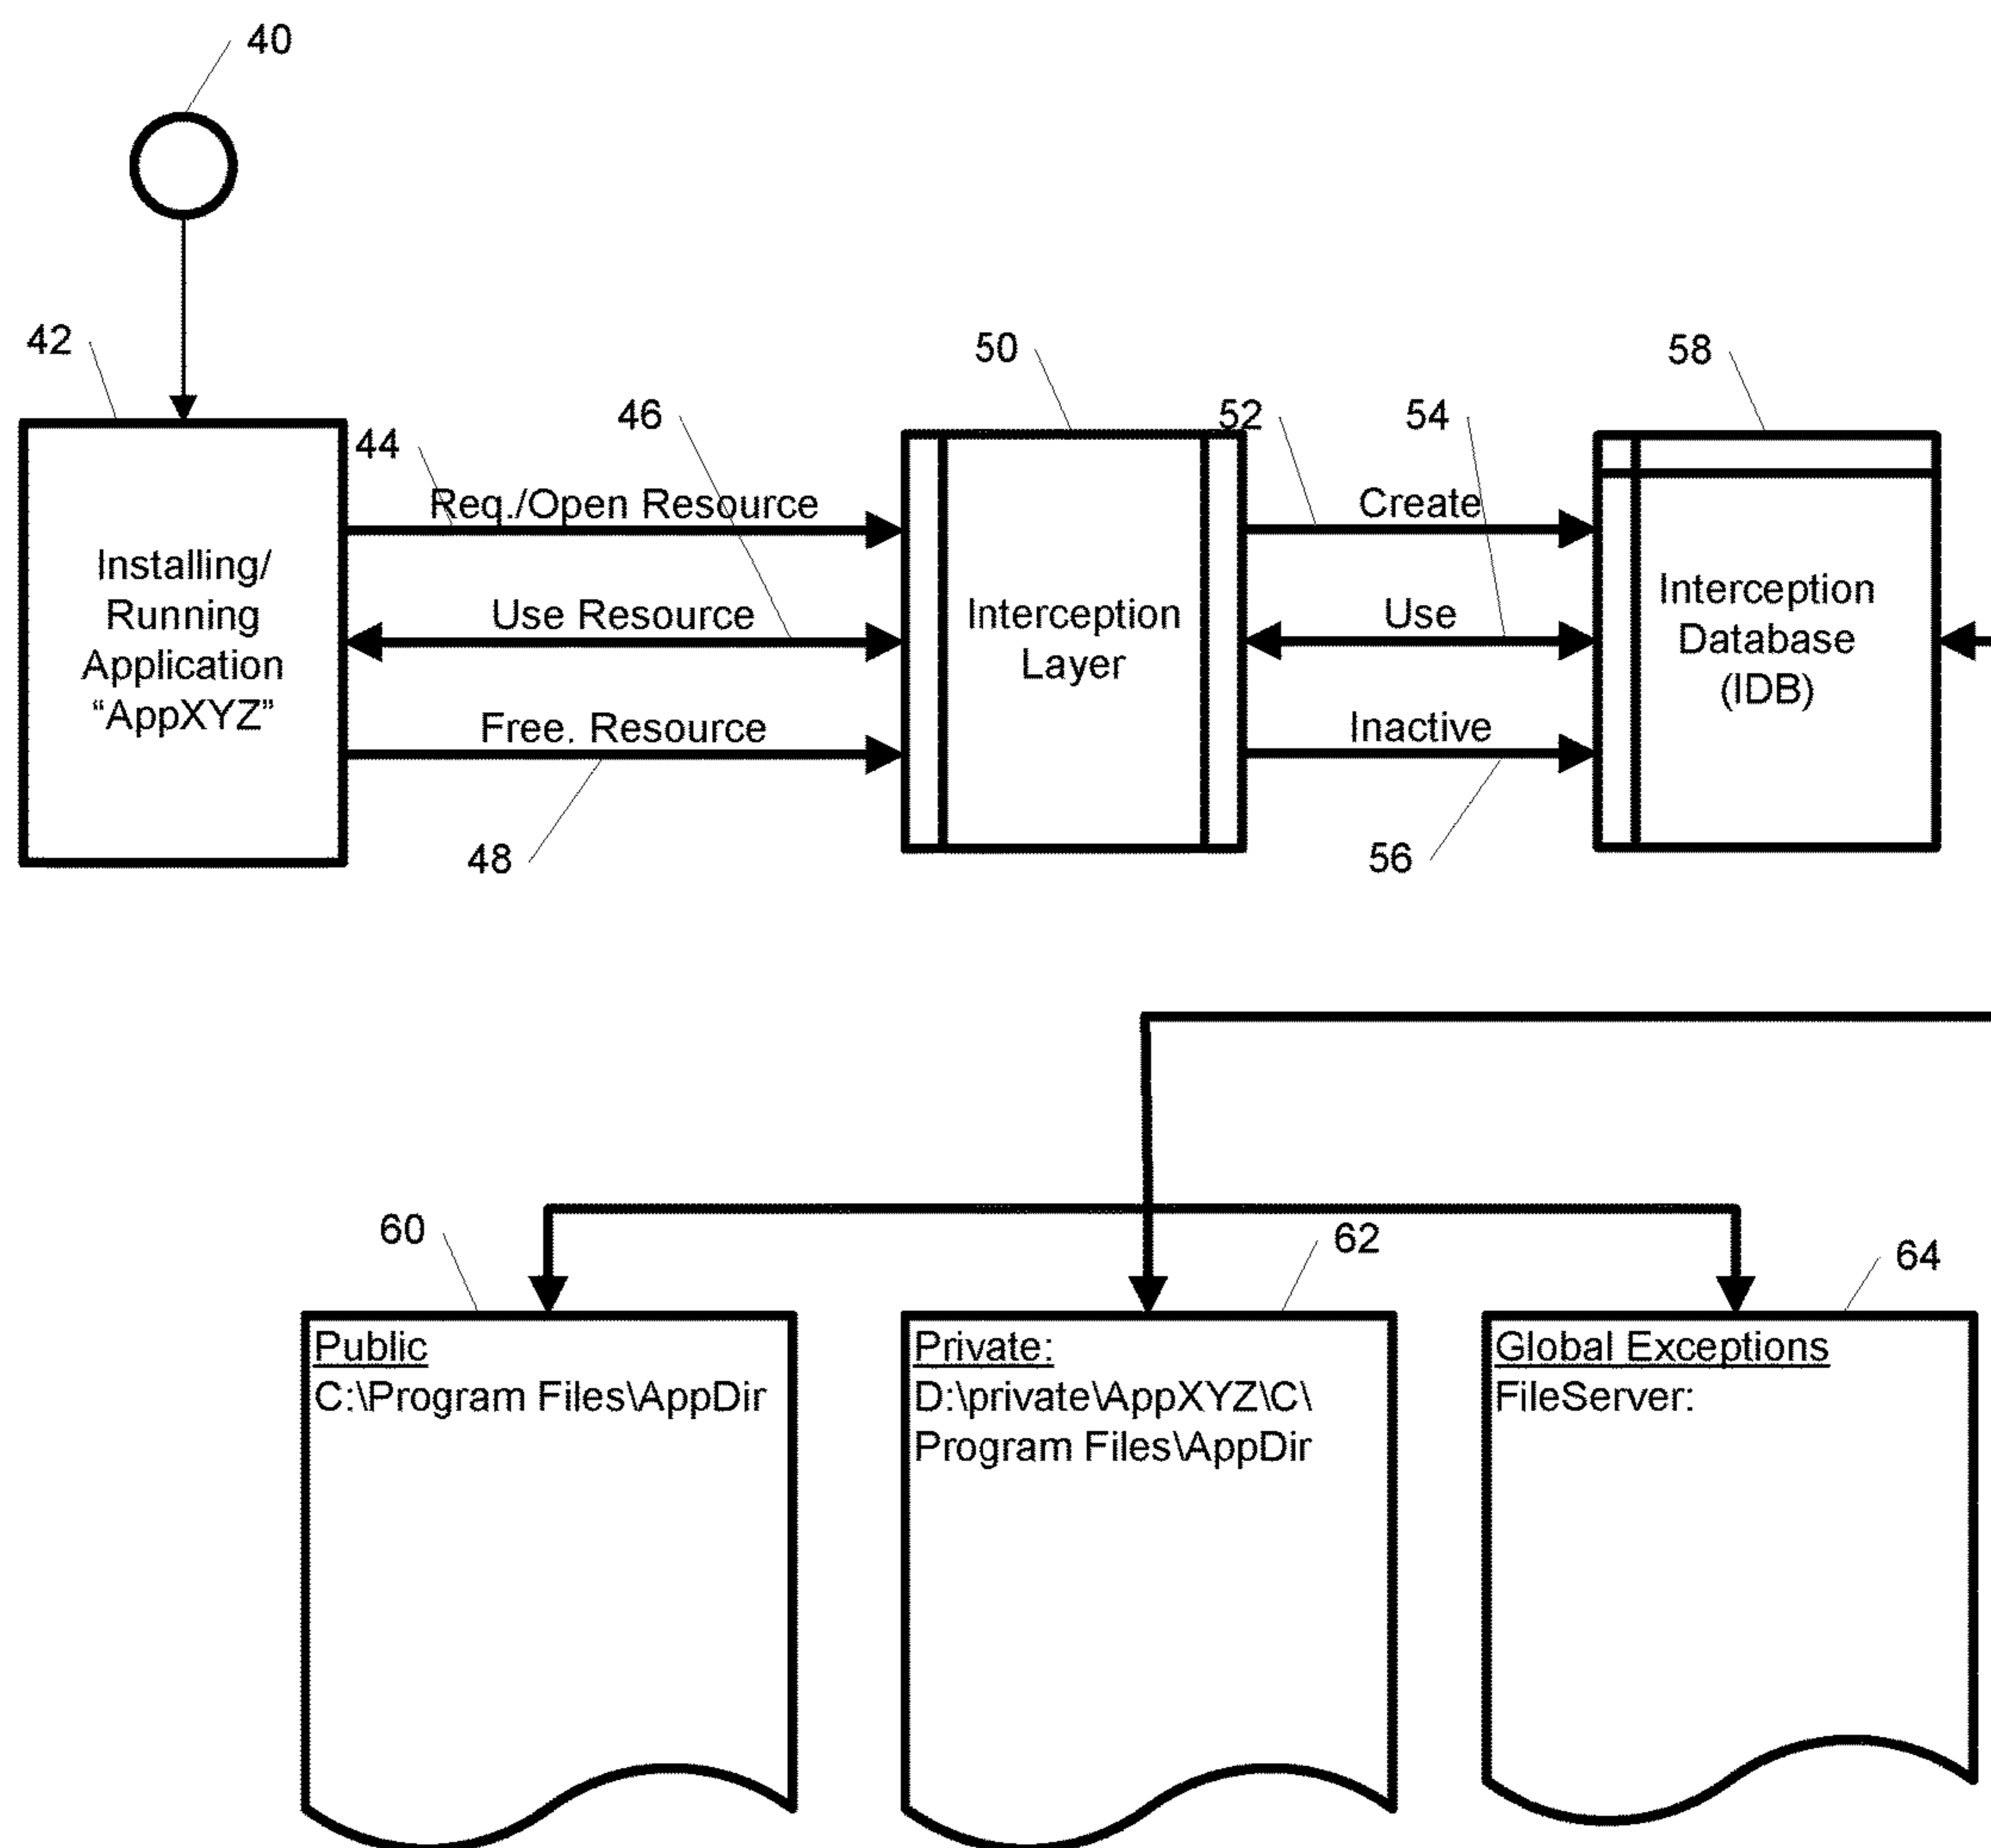 40
42
50
58
44
46
52
54
Req./Open Resource
Create
Installing/
Running
Application
“AppXYZ”
Use Resource
Interception
Layer
Use
Interception
Database
(IDB)
Free. Resource
Inactive
48
56
60
62
64
Public
C:\Program Files\AppDir
Private:
D:\private\AppXYZ\C\
Program Files\AppDir
Global Exceptions
FileServer: